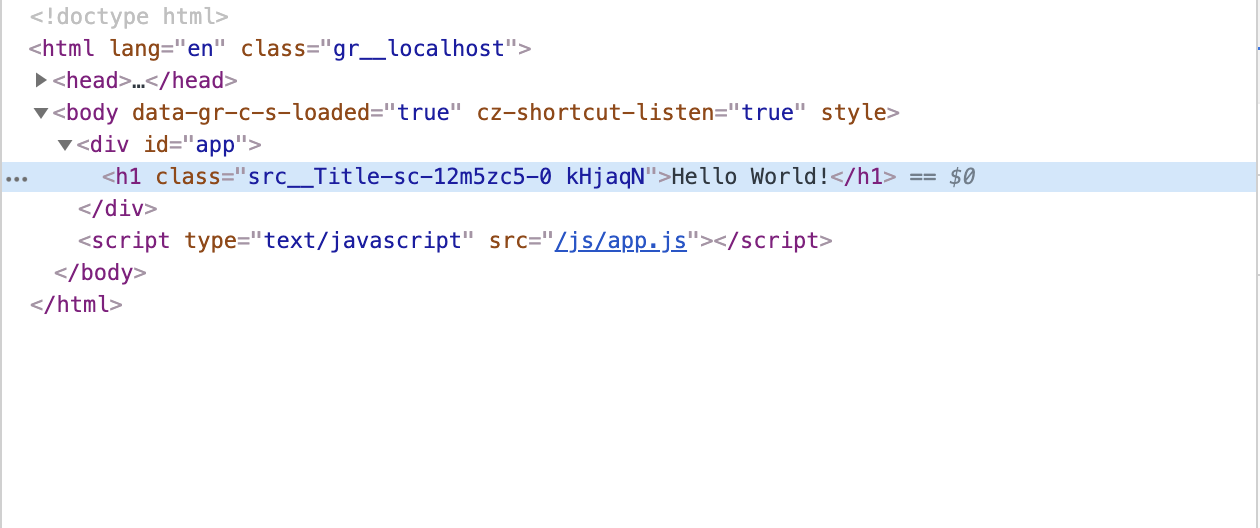 <!doctype html>
<html lang="en" class="gr__localhost">
<head>…</head>
<body data-gr-c-s-loaded="true" cz-shortcut-listen="true" style>
<div id="app">
<h1 class="src__Title-sc-12m5zc5-0 kHjaqN">Hello World!</h1> == $0
</div>
<script type="text/javascript" src="/js/app.js"></script>
</body>
</html>